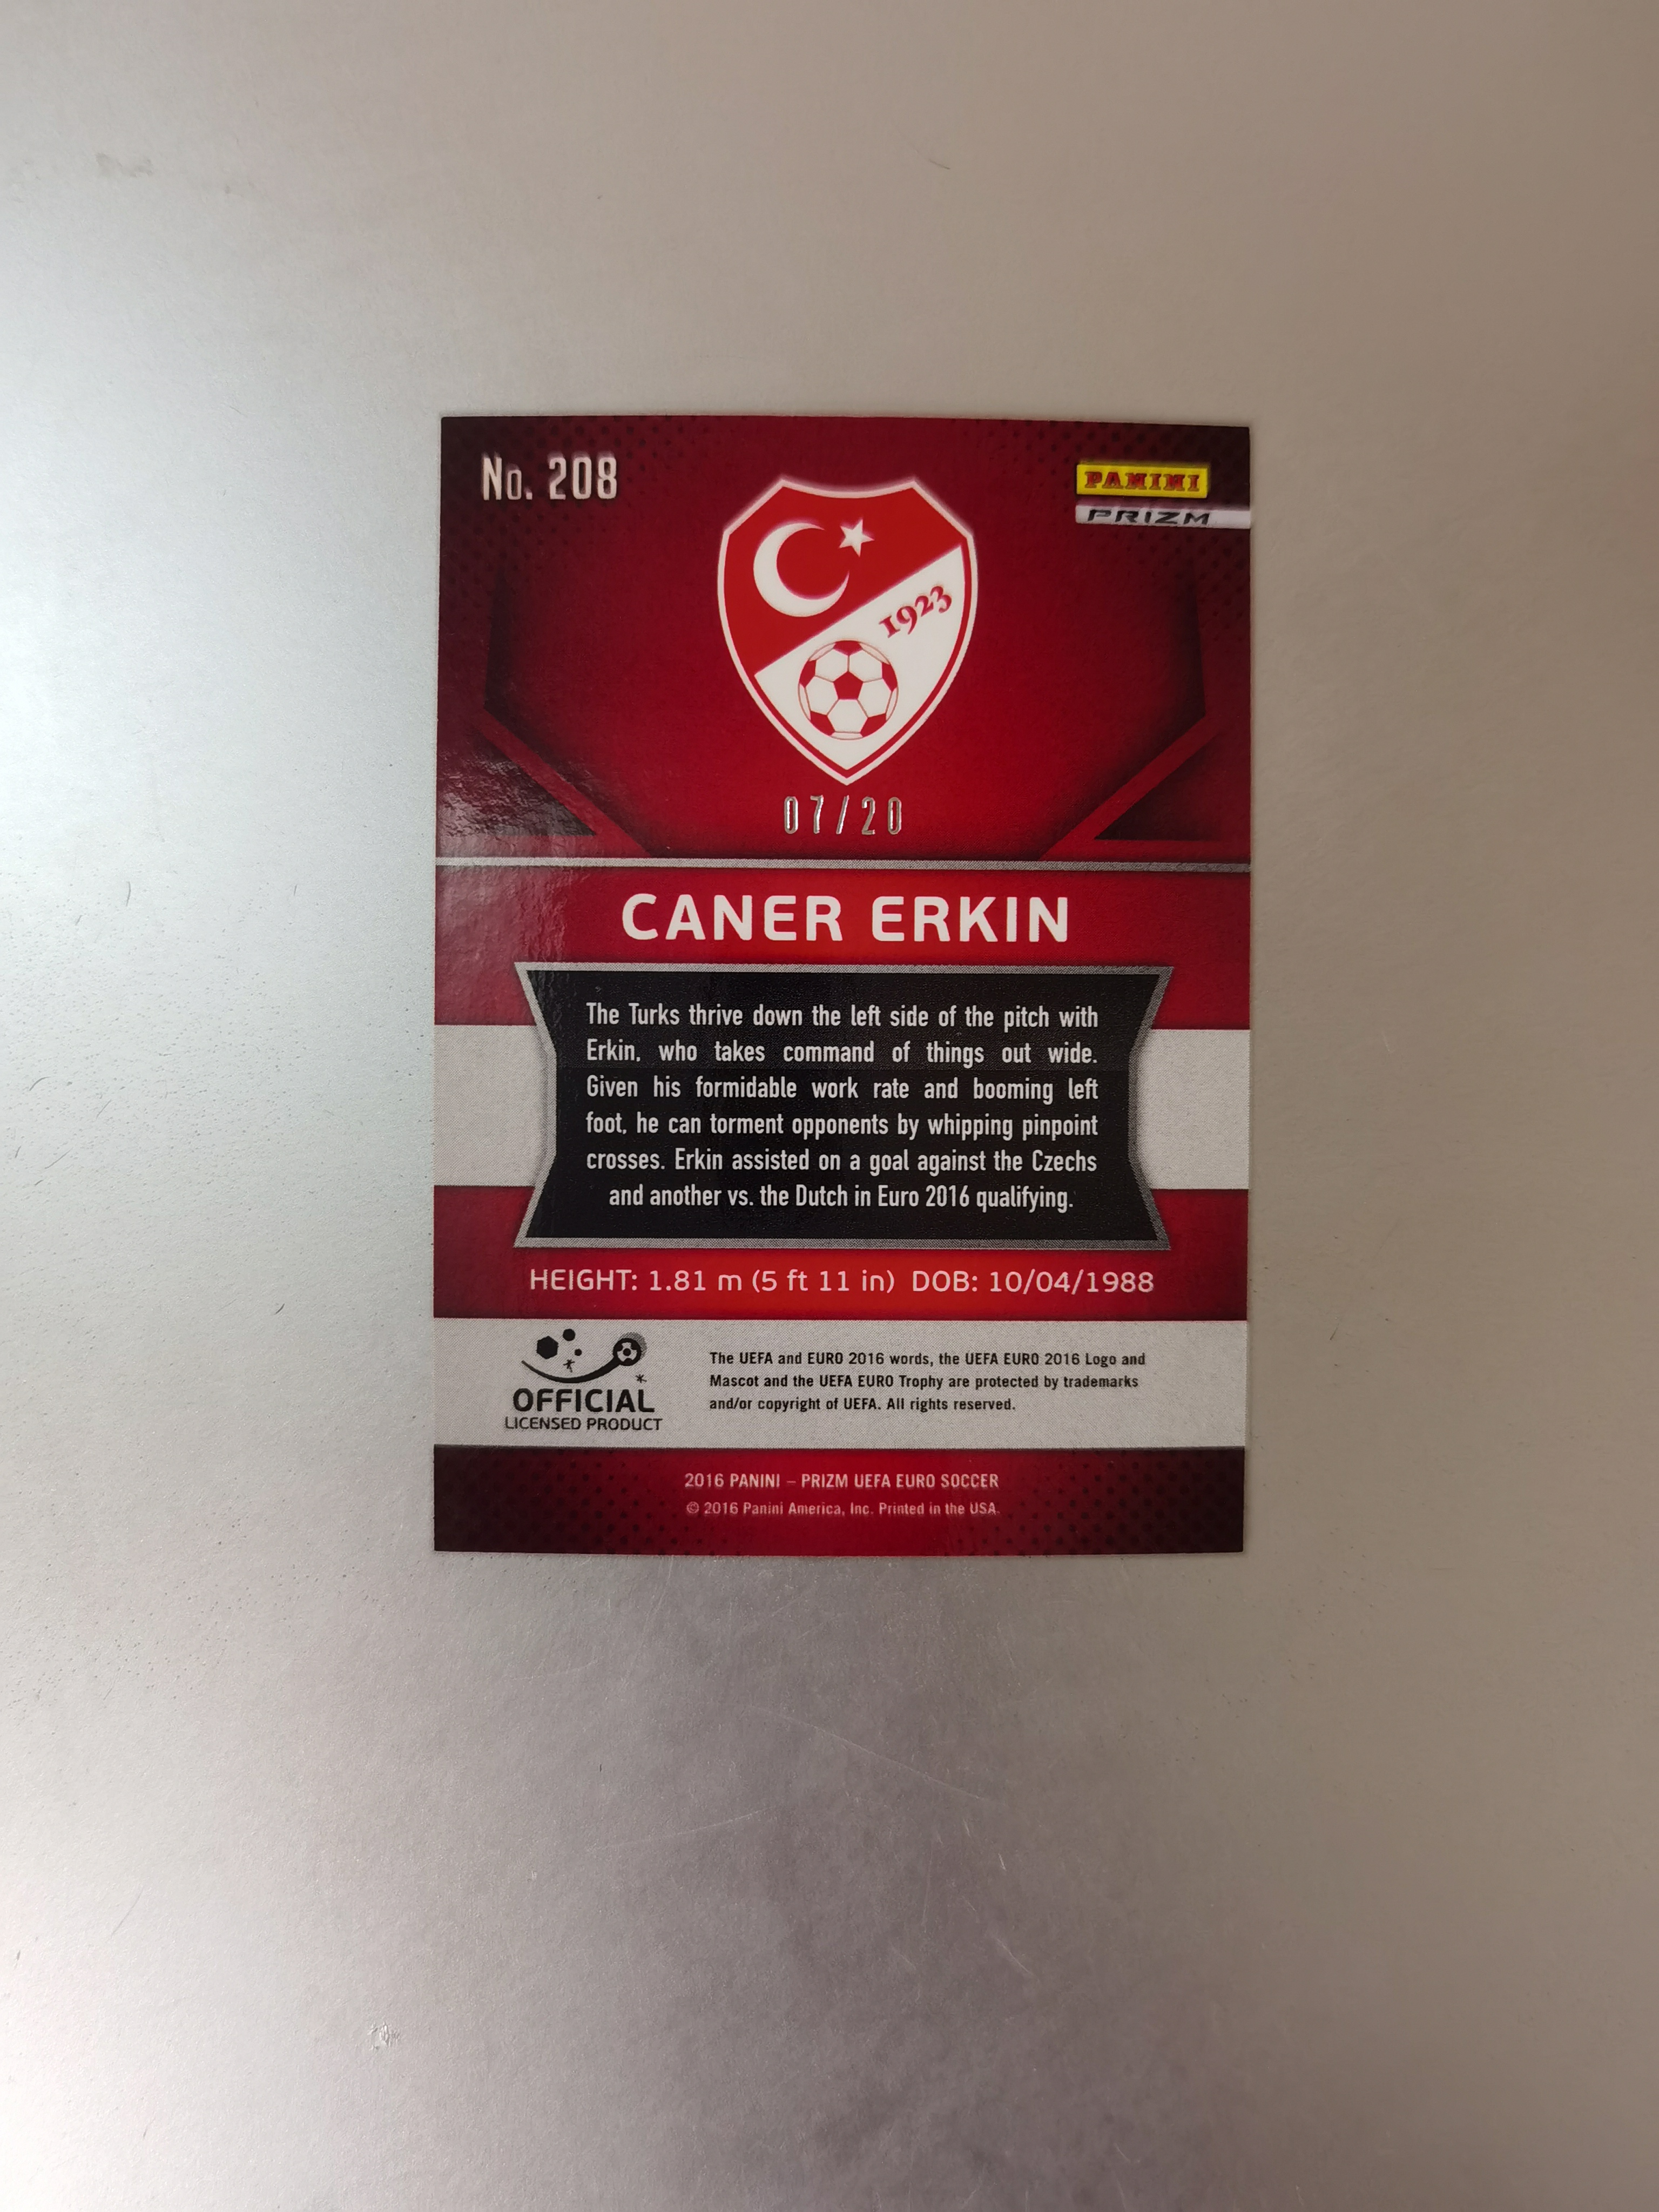 No. 208
PANINI
PRIZM
1923
07/20
CANER ERKIN
The Turks thrive down the left side of the pitch with
Erkin, who takes command of things out wide.
Given his formidable work rate and booming left
foot, he can torment opponents by whipping pinpoint
crosses. Erkin assisted on a goal against the Czechs
and another vs. the Dutch in Euro 2016 qualifying.
HEIGHT: 1.81 m (5 ft 11 in) DOB: 10/04/1988
OFFICIAL
LICENSED PRODUCT
The UEFA and EURO 2016 words, the UEFA EURO 2016 Logo and
Mascot and the UEFA EURO Trophy are protected by trademarks
and/or copyright of UEFA. All rights reserved.
2016 PANINI – PRIZM UEFA EURO SOCCER
© 2016 Panini America, Inc. Printed in the USA.